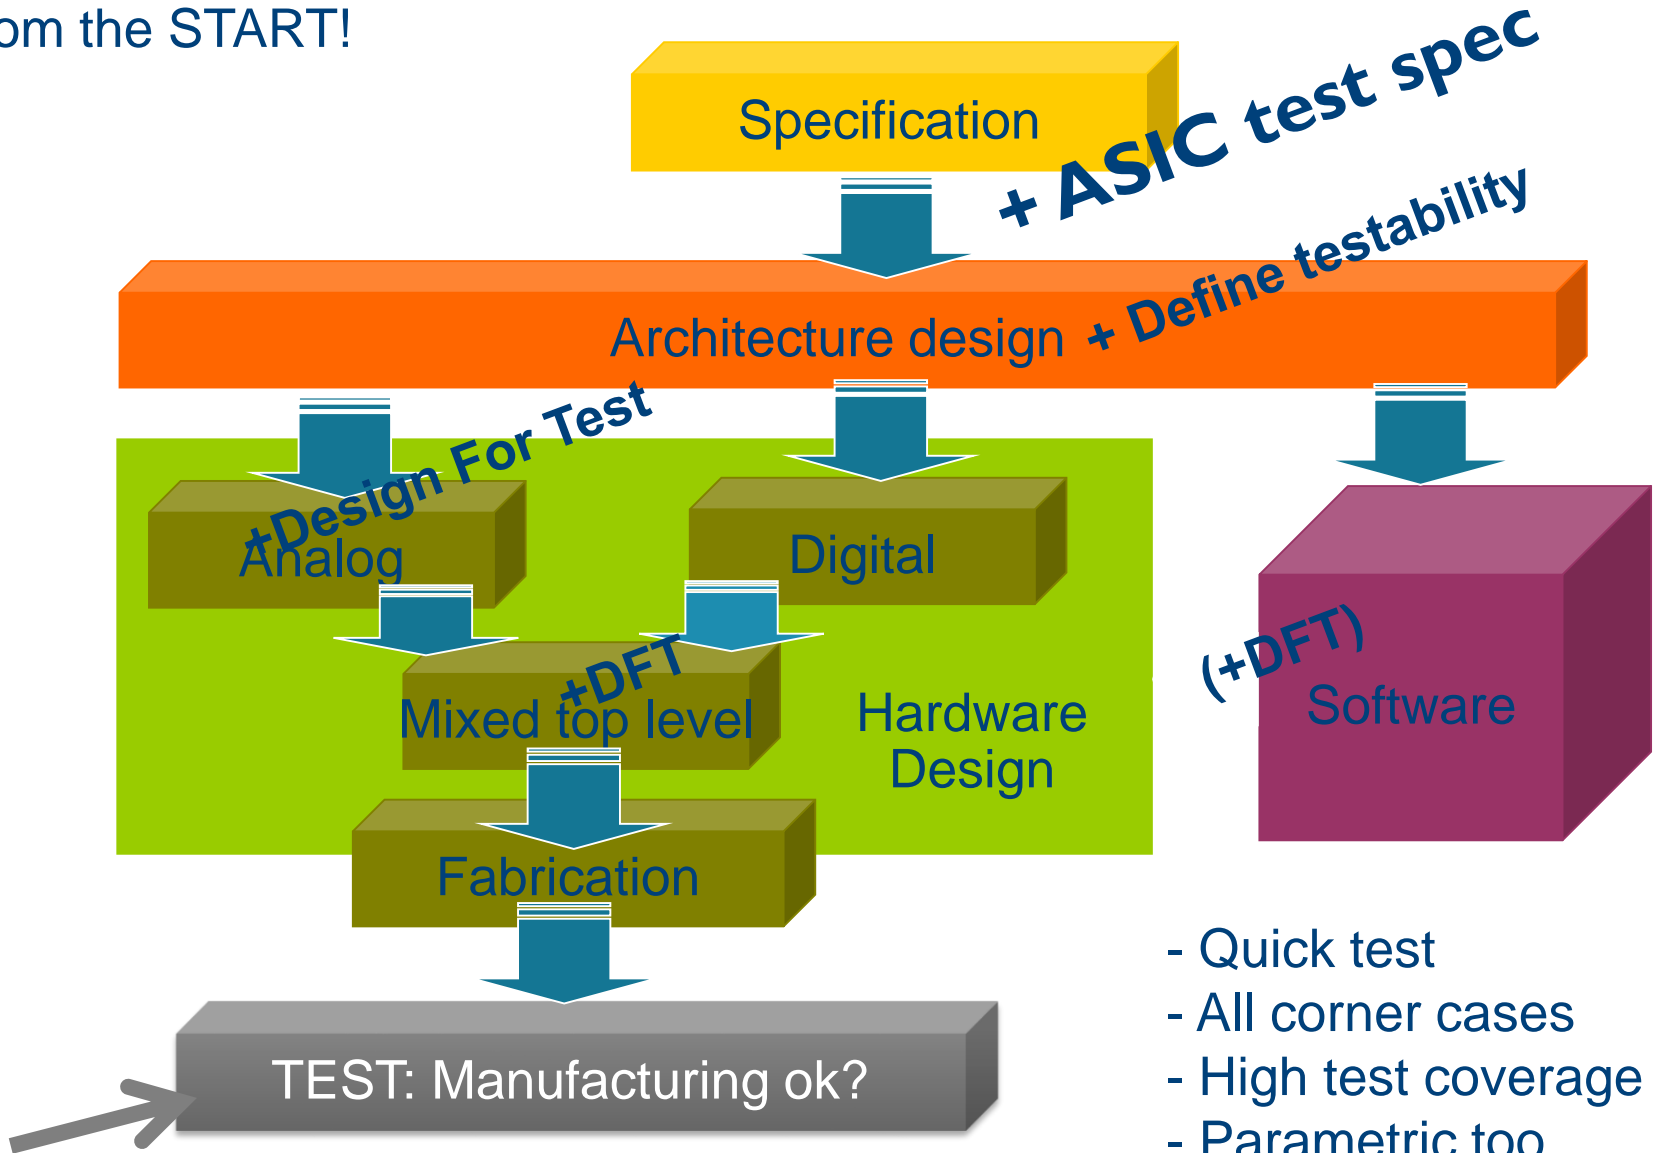 om the START!
Specification
+ ASIC test spec
Architecture design
+ Define testability
+Design For Test
Analog
Digital
+DFT
Mixed top level
Hardware
Design
(+DFT)
Software
Fabrication
TEST: Manufacturing ok?
- Quick test
- All corner cases
- High test coverage
- Parametric too